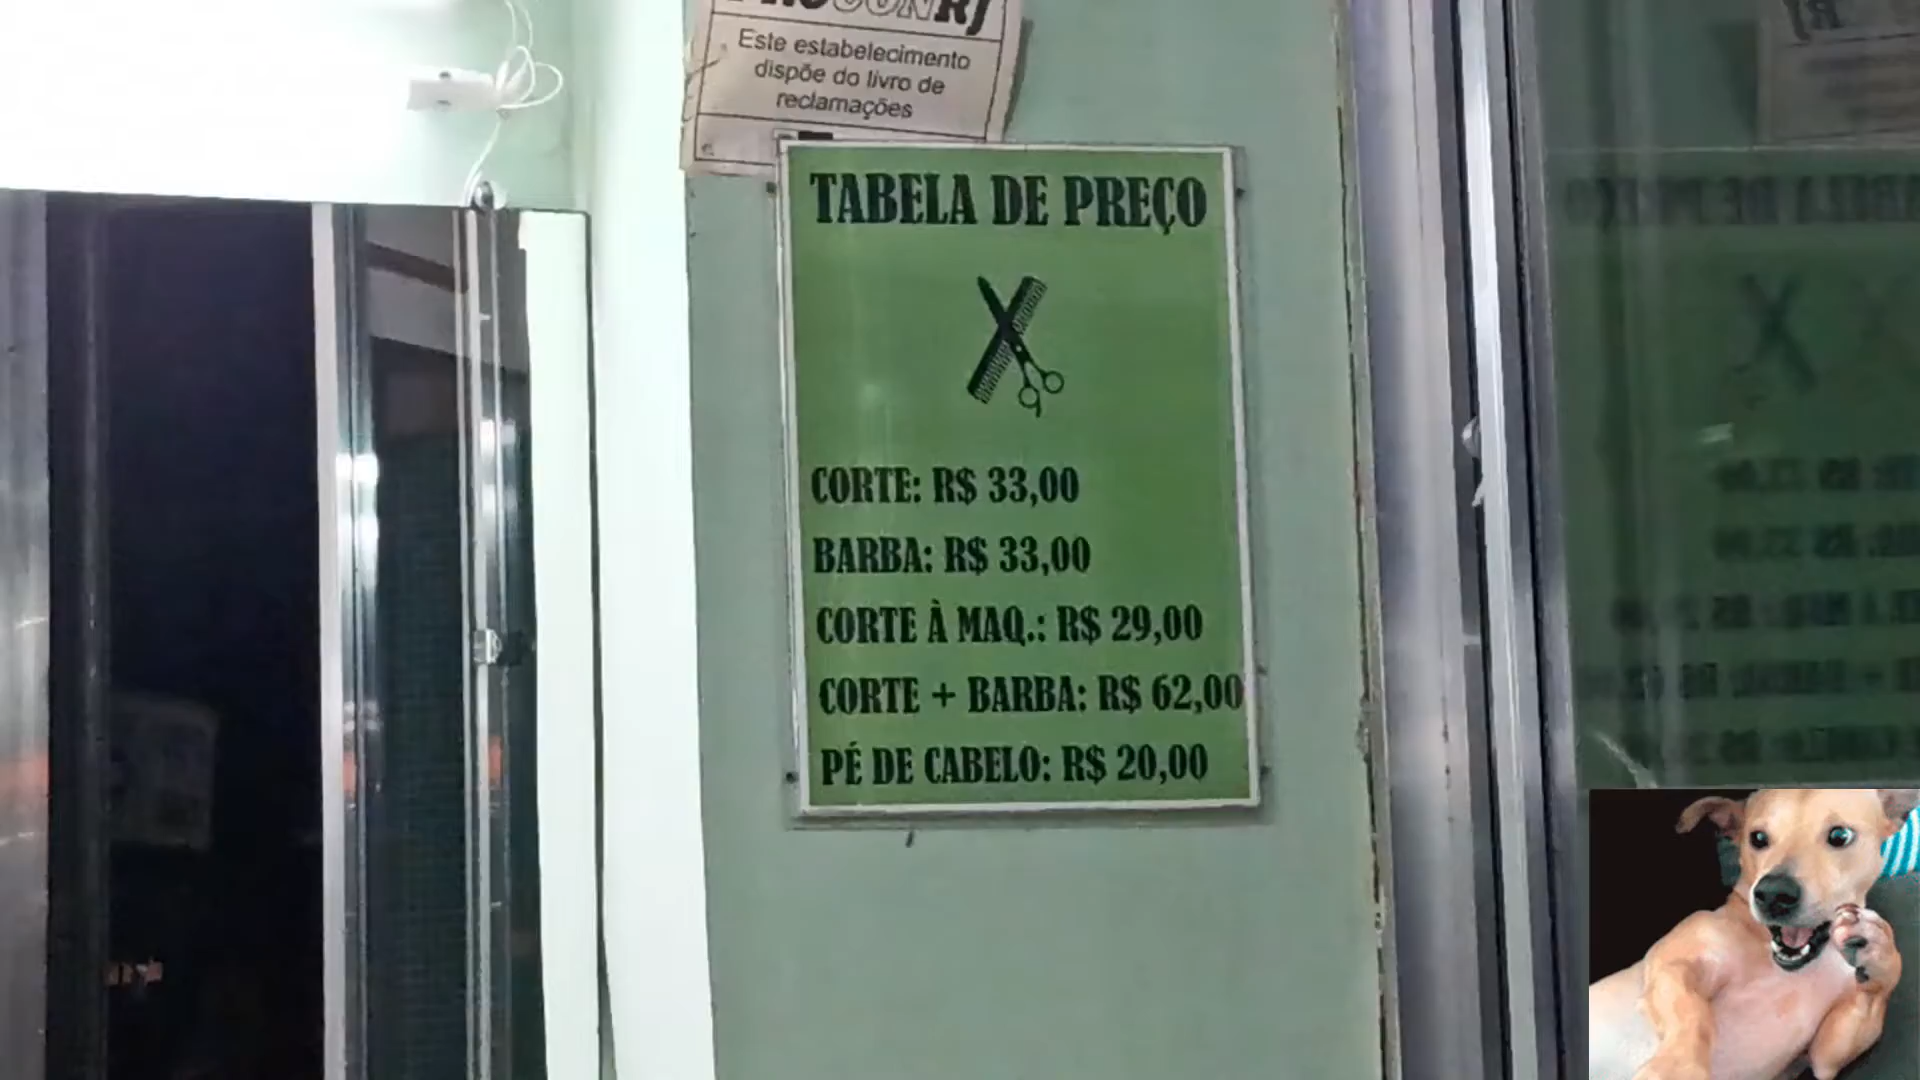 PROCONRJ
Este estabelecimento
dispõe do livro de
reclamações
TABELA DE PREÇO
CORTE: R$ 33,00
BARBA: R$ 33,00
CORTE À MAQ.: R$ 29,00
CORTE + BARBA: R$ 62,00
PÉ DE CABELO: R$ 20,00